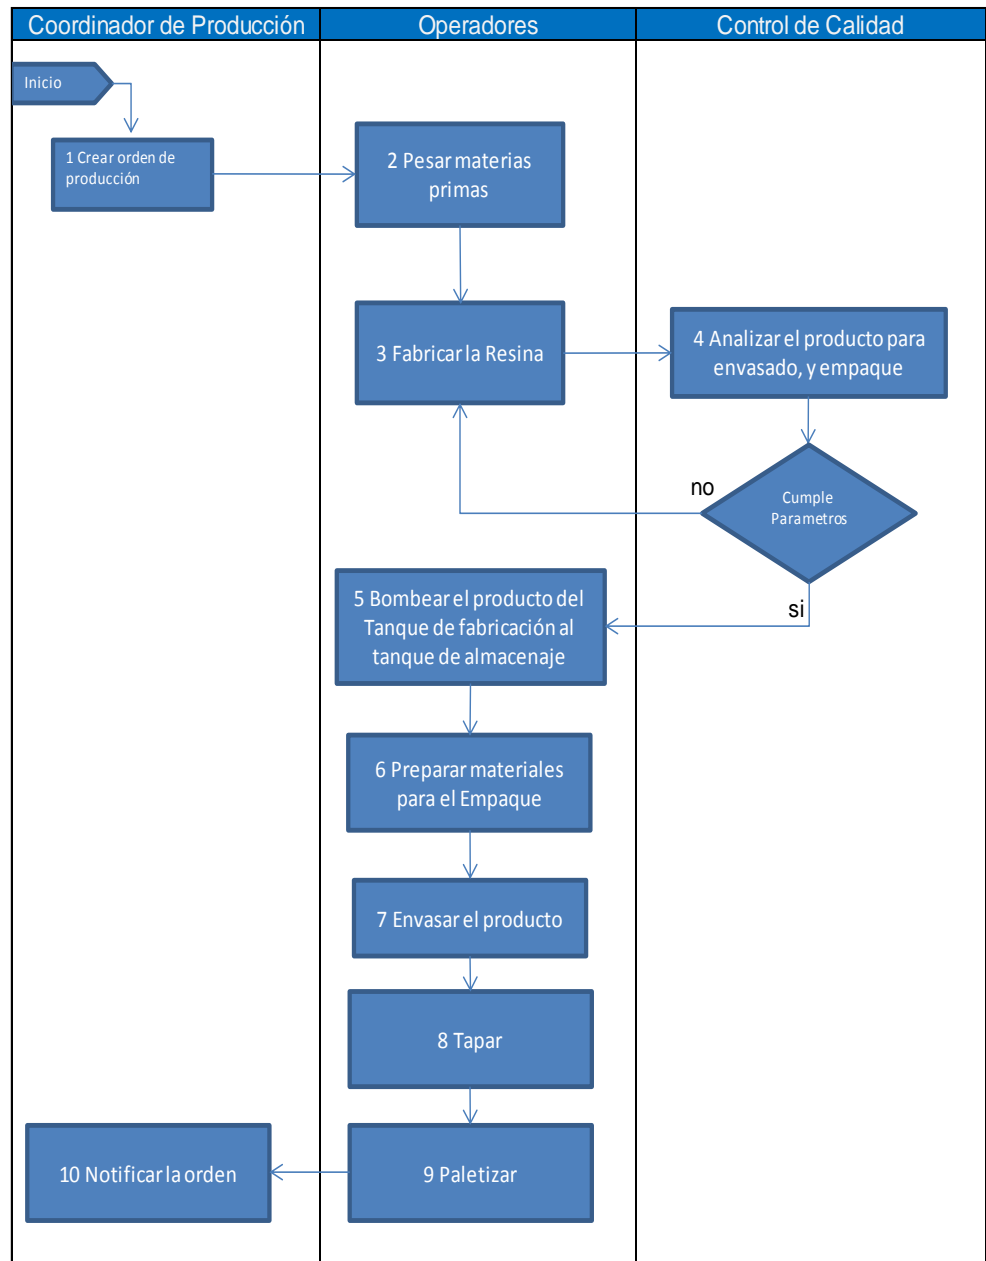 Coordinador de Producción
Operadores
Control de Calidad
Inicio
1 Crear orden de
producción
2 Pesar materias
primas
3 Fabricar la Resina
4 Analizar el producto para
envasado, y empaque
no
Cumple
Parametros
si
5 Bombear el producto del
Tanque de fabricación al
tanque de almacenaje
6 Preparar materiales
para el Empaque
7 Envasar el producto
8 Tapar
9 Paletizar
10 Notificar la orden